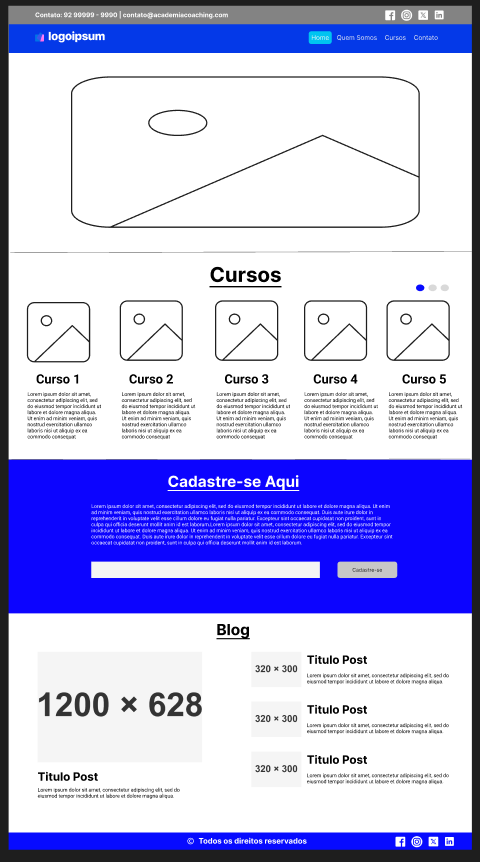 Contato: 92 99999 - 9990 | contato@academiscoaching.com
logoipsum
Home Quem Somos Cursos Contato
Cursos
Curso 1
Lorem ipsum dolor sit amet,
consectetur adipiscing elit, sed
do eiusmod tempor incididunt ut
labore et dolore magna aliqua.
Ut enim ad minim veniam, quis
nostrud exercitation ullamco
laboris nisi ut aliquip ex ea
commodo consequat
Curso 2
Lorem ipsum dolor sit amet,
consectetur adipiscing elit, sed
do eiusmod tempor incididunt ut
labore et dolore magna aliqua.
Ut enim ad minim veniam, quis
nostrud exercitation ullamco
laboris nisi ut aliquip ex ea
commodo consequat
Curso 3
Lorem ipsum dolor sit amet,
consectetur adipiscing elit, sed
do eiusmod tempor incididunt ut
labore et dolore magna aliqua.
Ut enim ad minim veniam, quis
nostrud exercitation ullamco
laboris nisi ut aliquip ex ea
commodo consequat
Curso 4
Lorem ipsum dolor sit amet,
consectetur adipiscing elit, sed
do eiusmod tempor incididunt ut
labore et dolore magna aliqua.
Ut enim ad minim veniam, quis
nostrud exercitation ullamco
laboris nisi ut aliquip ex ea
commodo consequat
Curso 5
Lorem ipsum dolor sit amet,
consectetur adipiscing elit, sed
do eiusmod tempor incididunt ut
labore et dolore magna aliqua.
Ut enim ad minim veniam, quis
nostrud exercitation ullamco
laboris nisi ut aliquip ex ea
commodo consequat
Cadastre-se Aqui
Lorem ipsum dolor sit amet, consectetur adipiscing elit, sed do eiusmod tempor incididunt ut labore et dolore magna aliqua. Ut enim
ad minim veniam, quis nostrud exercitation ullamco laboris nisi ut aliquip ex ea commodo consequat. Duis aute irure dolor in
reprehenderit in voluptate velit esse cillum dolore eu fugiat nulla pariatur. Excepteur sint occaecat cupidatat non proident, sunt in
culpa qui officia deserunt mollit anim id est laborum.Lorem ipsum dolor sit amet, consectetur adipiscing elit, sed do eiusmod tempor
incididunt ut labore et dolore magna aliqua. Ut enim ad minim veniam, quis nostrud exercitation ullamco laboris nisi ut aliquip ex ea
commodo consequat. Duis aute irure dolor in reprehenderit in voluptate velit esse cillum dolore eu fugiat nulla pariatur. Excepteur sint
occaecat cupidatat non proident, sunt in culpa qui officia deserunt mollit anim id est laborum.
Cadastre-se
Blog
1200 × 628
Titulo Post
Lorem ipsum dolor sit amet, consectetur adipiscing elit, sed do
eiusmod tempor incididunt ut labore et dolore magna aliqua.
320 × 300
Titulo Post
Lorem ipsum dolor sit amet, consectetur adipiscing elit, sed do
eiusmod tempor incididunt ut labore et dolore magna aliqua.
320 × 300
Titulo Post
Lorem ipsum dolor sit amet, consectetur adipiscing elit, sed do
eiusmod tempor incididunt ut labore et dolore magna aliqua.
320 × 300
Titulo Post
Lorem ipsum dolor sit amet, consectetur adipiscing elit, sed do
eiusmod tempor incididunt ut labore et dolore magna aliqua.
© Todos os direitos reservados